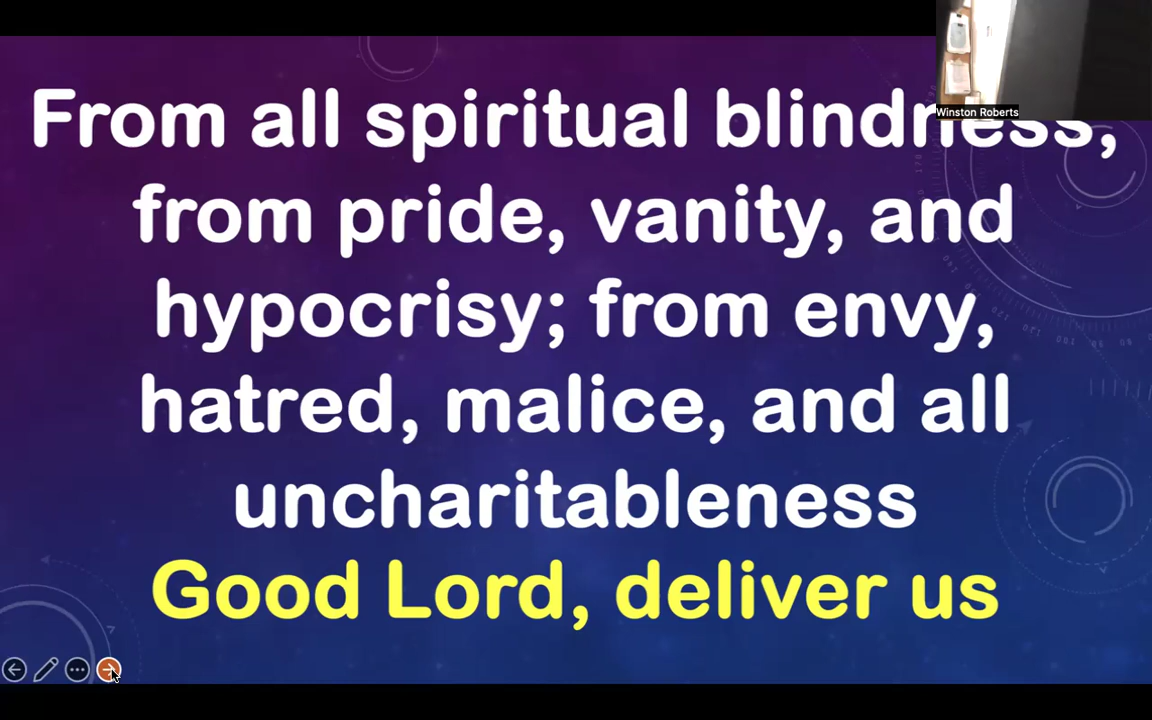 From all spiritual blindness,
Winston Roberts
from pride, vanity, and
hypocrisy; from envy,
hatred, malice, and all
uncharitableness
Good Lord, deliver us